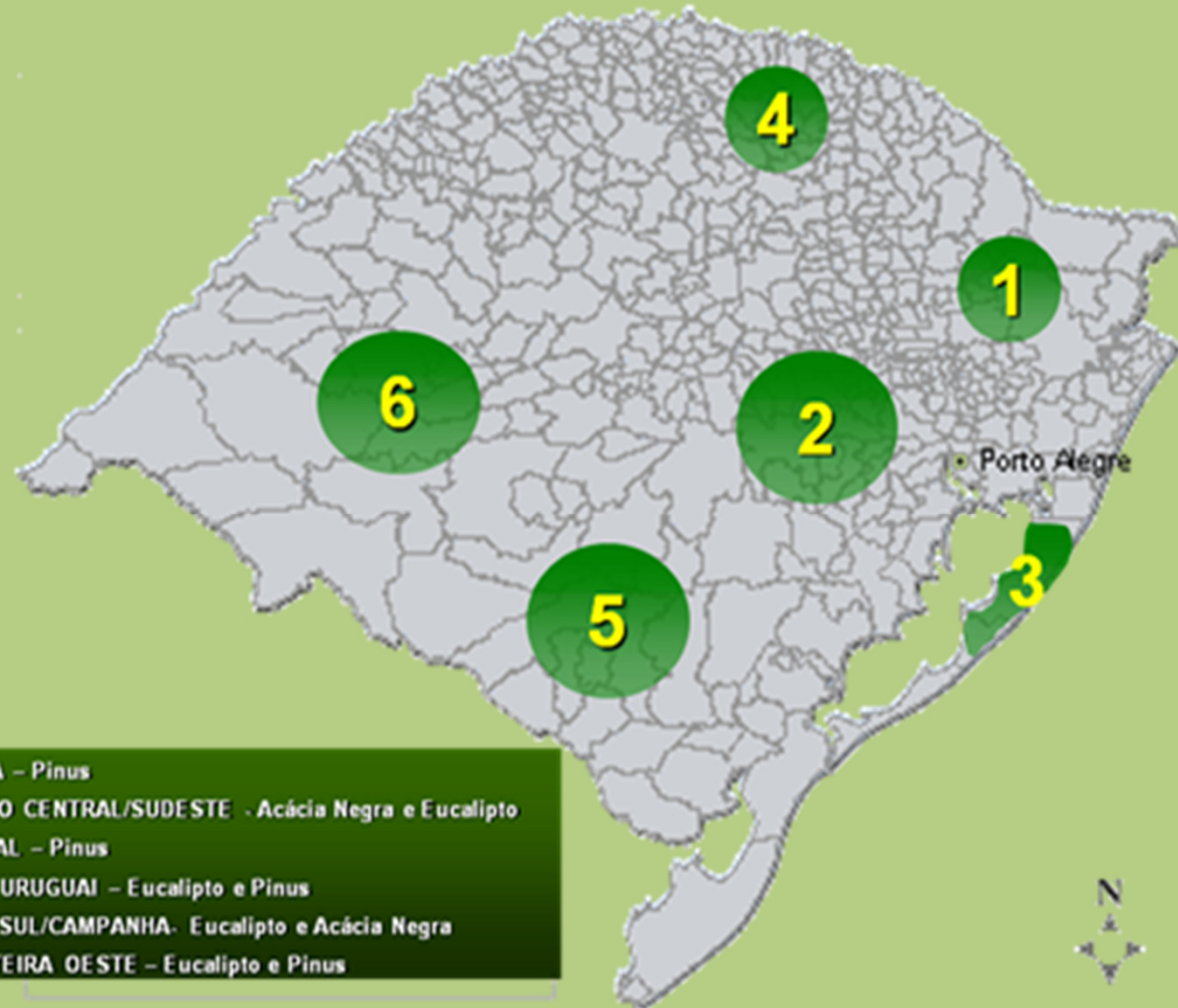 4
1
6
2
Porto Alegre
3
5
A – Pinus
O CENTRAL/SUDESTE - Acácia Negra e Eucalipto
AL – Pinus
URUGUAI – Eucalipto e Pinus
SUL/CAMPANHA- Eucalipto e Acácia Negra
TEIRA OESTE – Eucalipto e Pinus
N